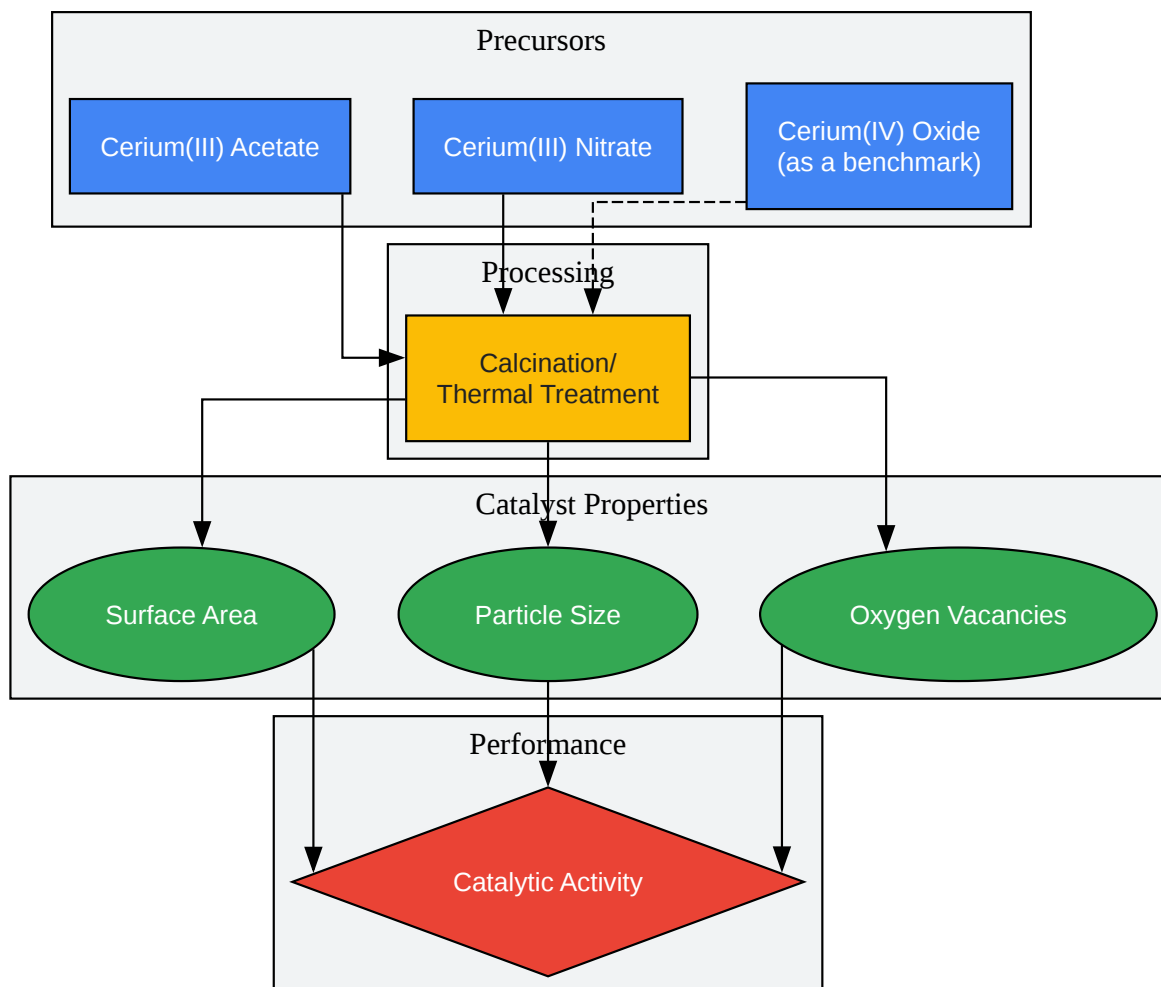 Precursors
Cerium(III) Acetate
Cerium(III) Nitrate
Cerium(IV) Oxide
(as a benchmark)
Processing
Calcination/
Thermal Treatment
Catalyst Properties
Surface Area
Particle Size
Oxygen Vacancies
Performance
Catalytic Activity